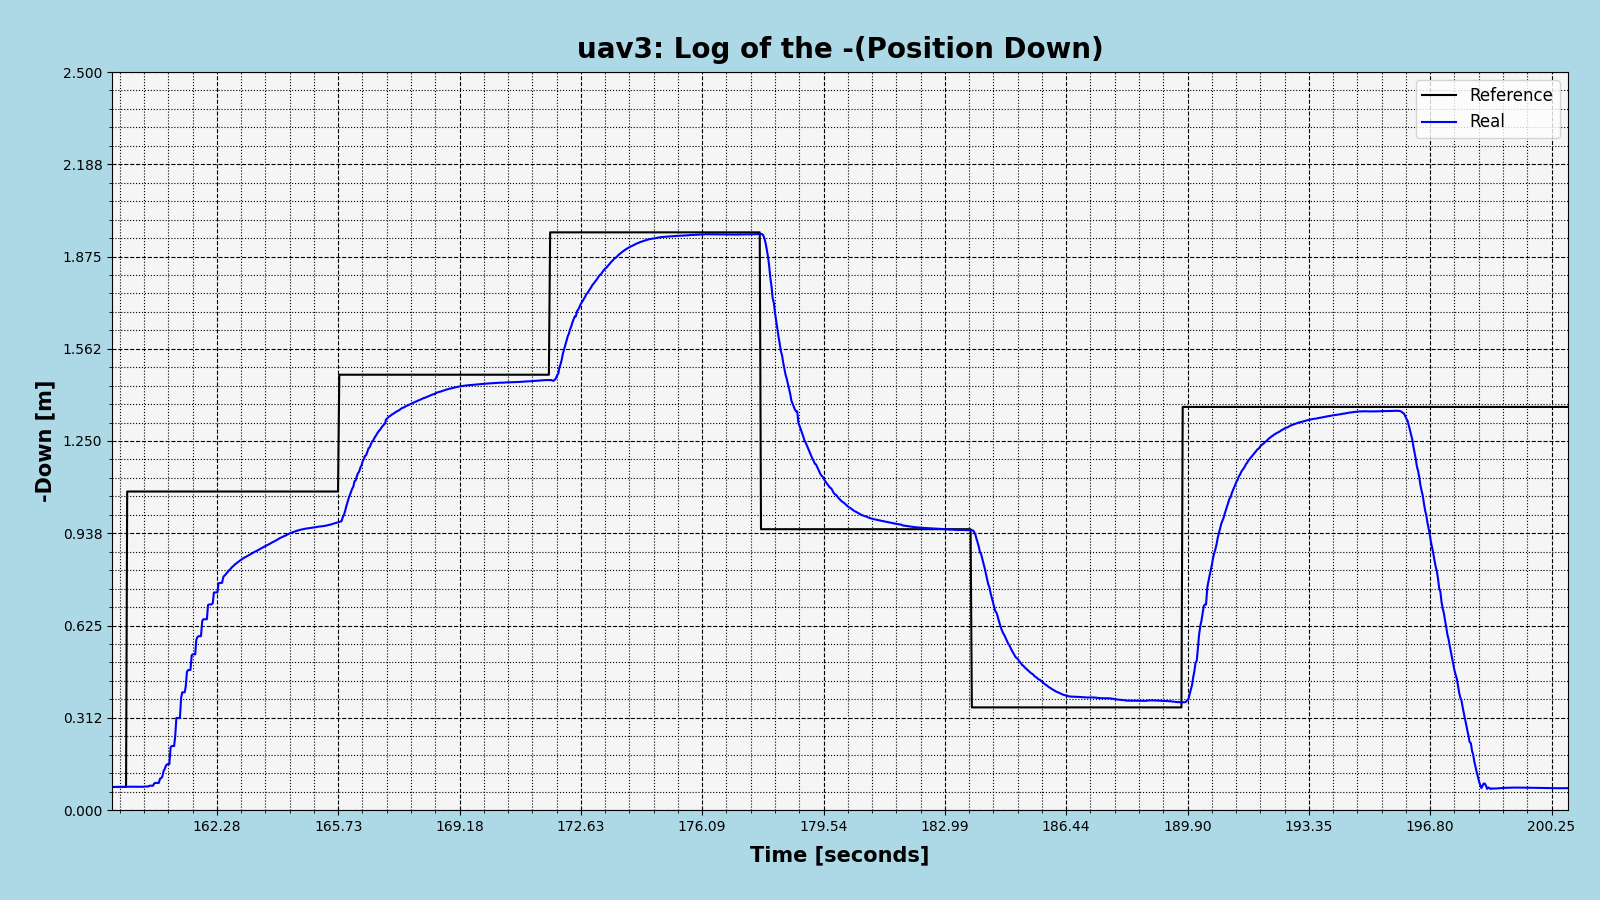 uav3: Log of the -(Position Down)
Reference
Real
2.500
2.188
1.875
1.562
1.250
0.938
0.625
0.312
0.000
-Down [m]
162.28 165.73 169.18 172.63 176.09 179.54 182.99 186.44 189.90 193.35 196.80 200.25
Time [seconds]